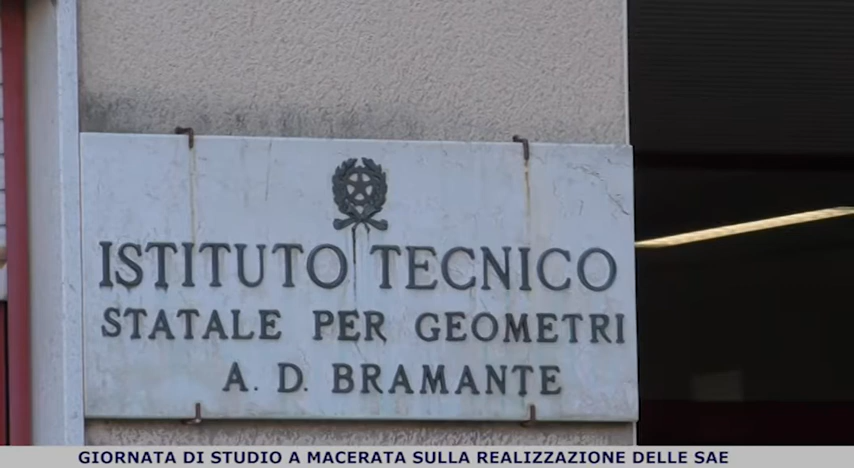 ISTITUTO TECNICO
STATALE PER GEOMETRI
A. D. BRAMANTE
GIORNATA DI STUDIO A MACERATA SULLA REALIZZAZIONE DELLE SAE